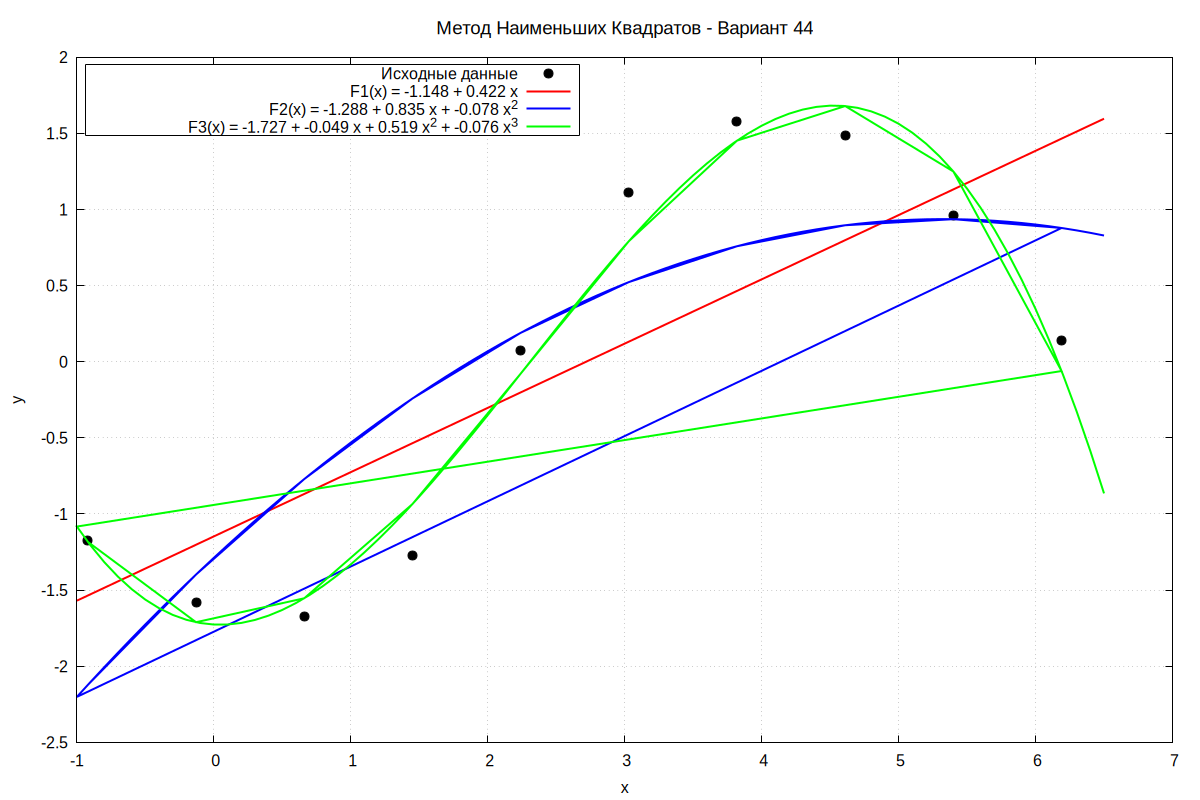 Метод Наименьших Квадратов - Вариант 44
Исходные данные
F1(x) = -1.148 + 0.422 x
F2(x) = -1.288 + 0.835 x + -0.078 x²
F3(x) = -1.727 + -0.049 x + 0.519 x² + -0.076 x³
2
1.5
1
0.5
0
-0.5
-1
-1.5
-2
-2.5
y
-1 0 1 2 3 4 5 6 7
x